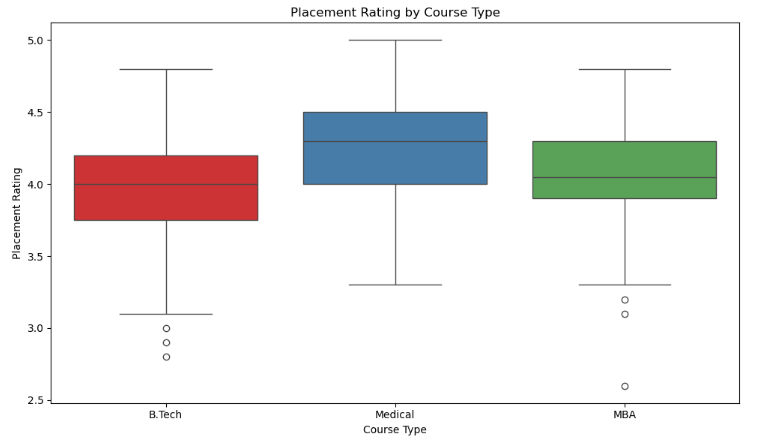 Placement Rating by Course Type
5.0
4.5
4.0
3.5
3.0
2.5
Placement Rating
B.Tech
Medical
MBA
Course Type